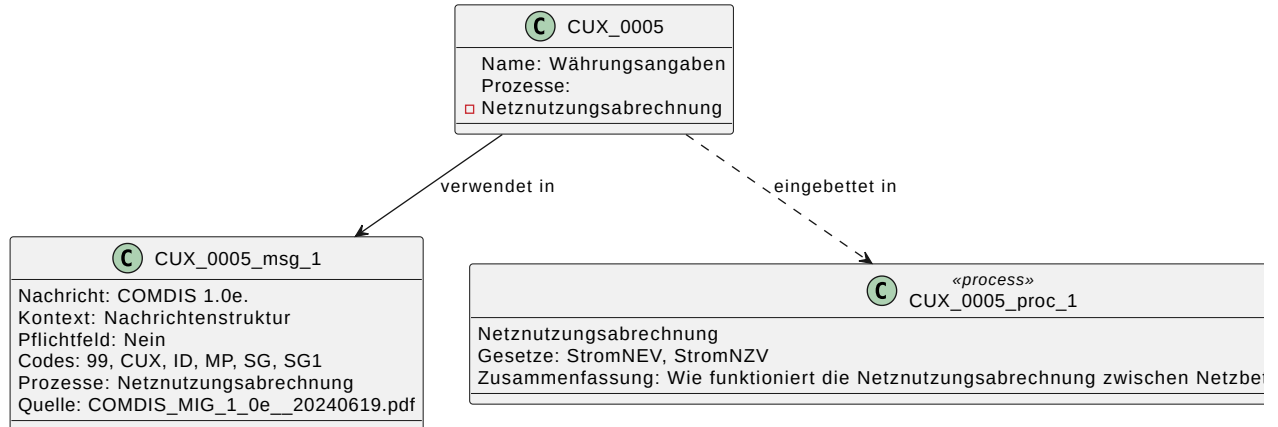 C CUX_0005
Name: Währungsangaben
Prozesse:
Netznutzungsabrechnung
verwendet in
eingebettet in
C CUX_0005_msg_1
Nachricht: COMDIS 1.0e.
Kontext: Nachrichtenstruktur
Pflichtfeld: Nein
Codes: 99, CUX, ID, MP, SG, SG1
Prozesse: Netznutzungsabrechnung
Quelle: COMDIS_MIG_1_0e__20240619.pdf
«process»
C CUX_0005_proc_1
Netznutzungsabrechnung
Gesetze: StromNEV, StromNZV
Zusammenfassung: Wie funktioniert die Netznutzungsabrechnung zwischen